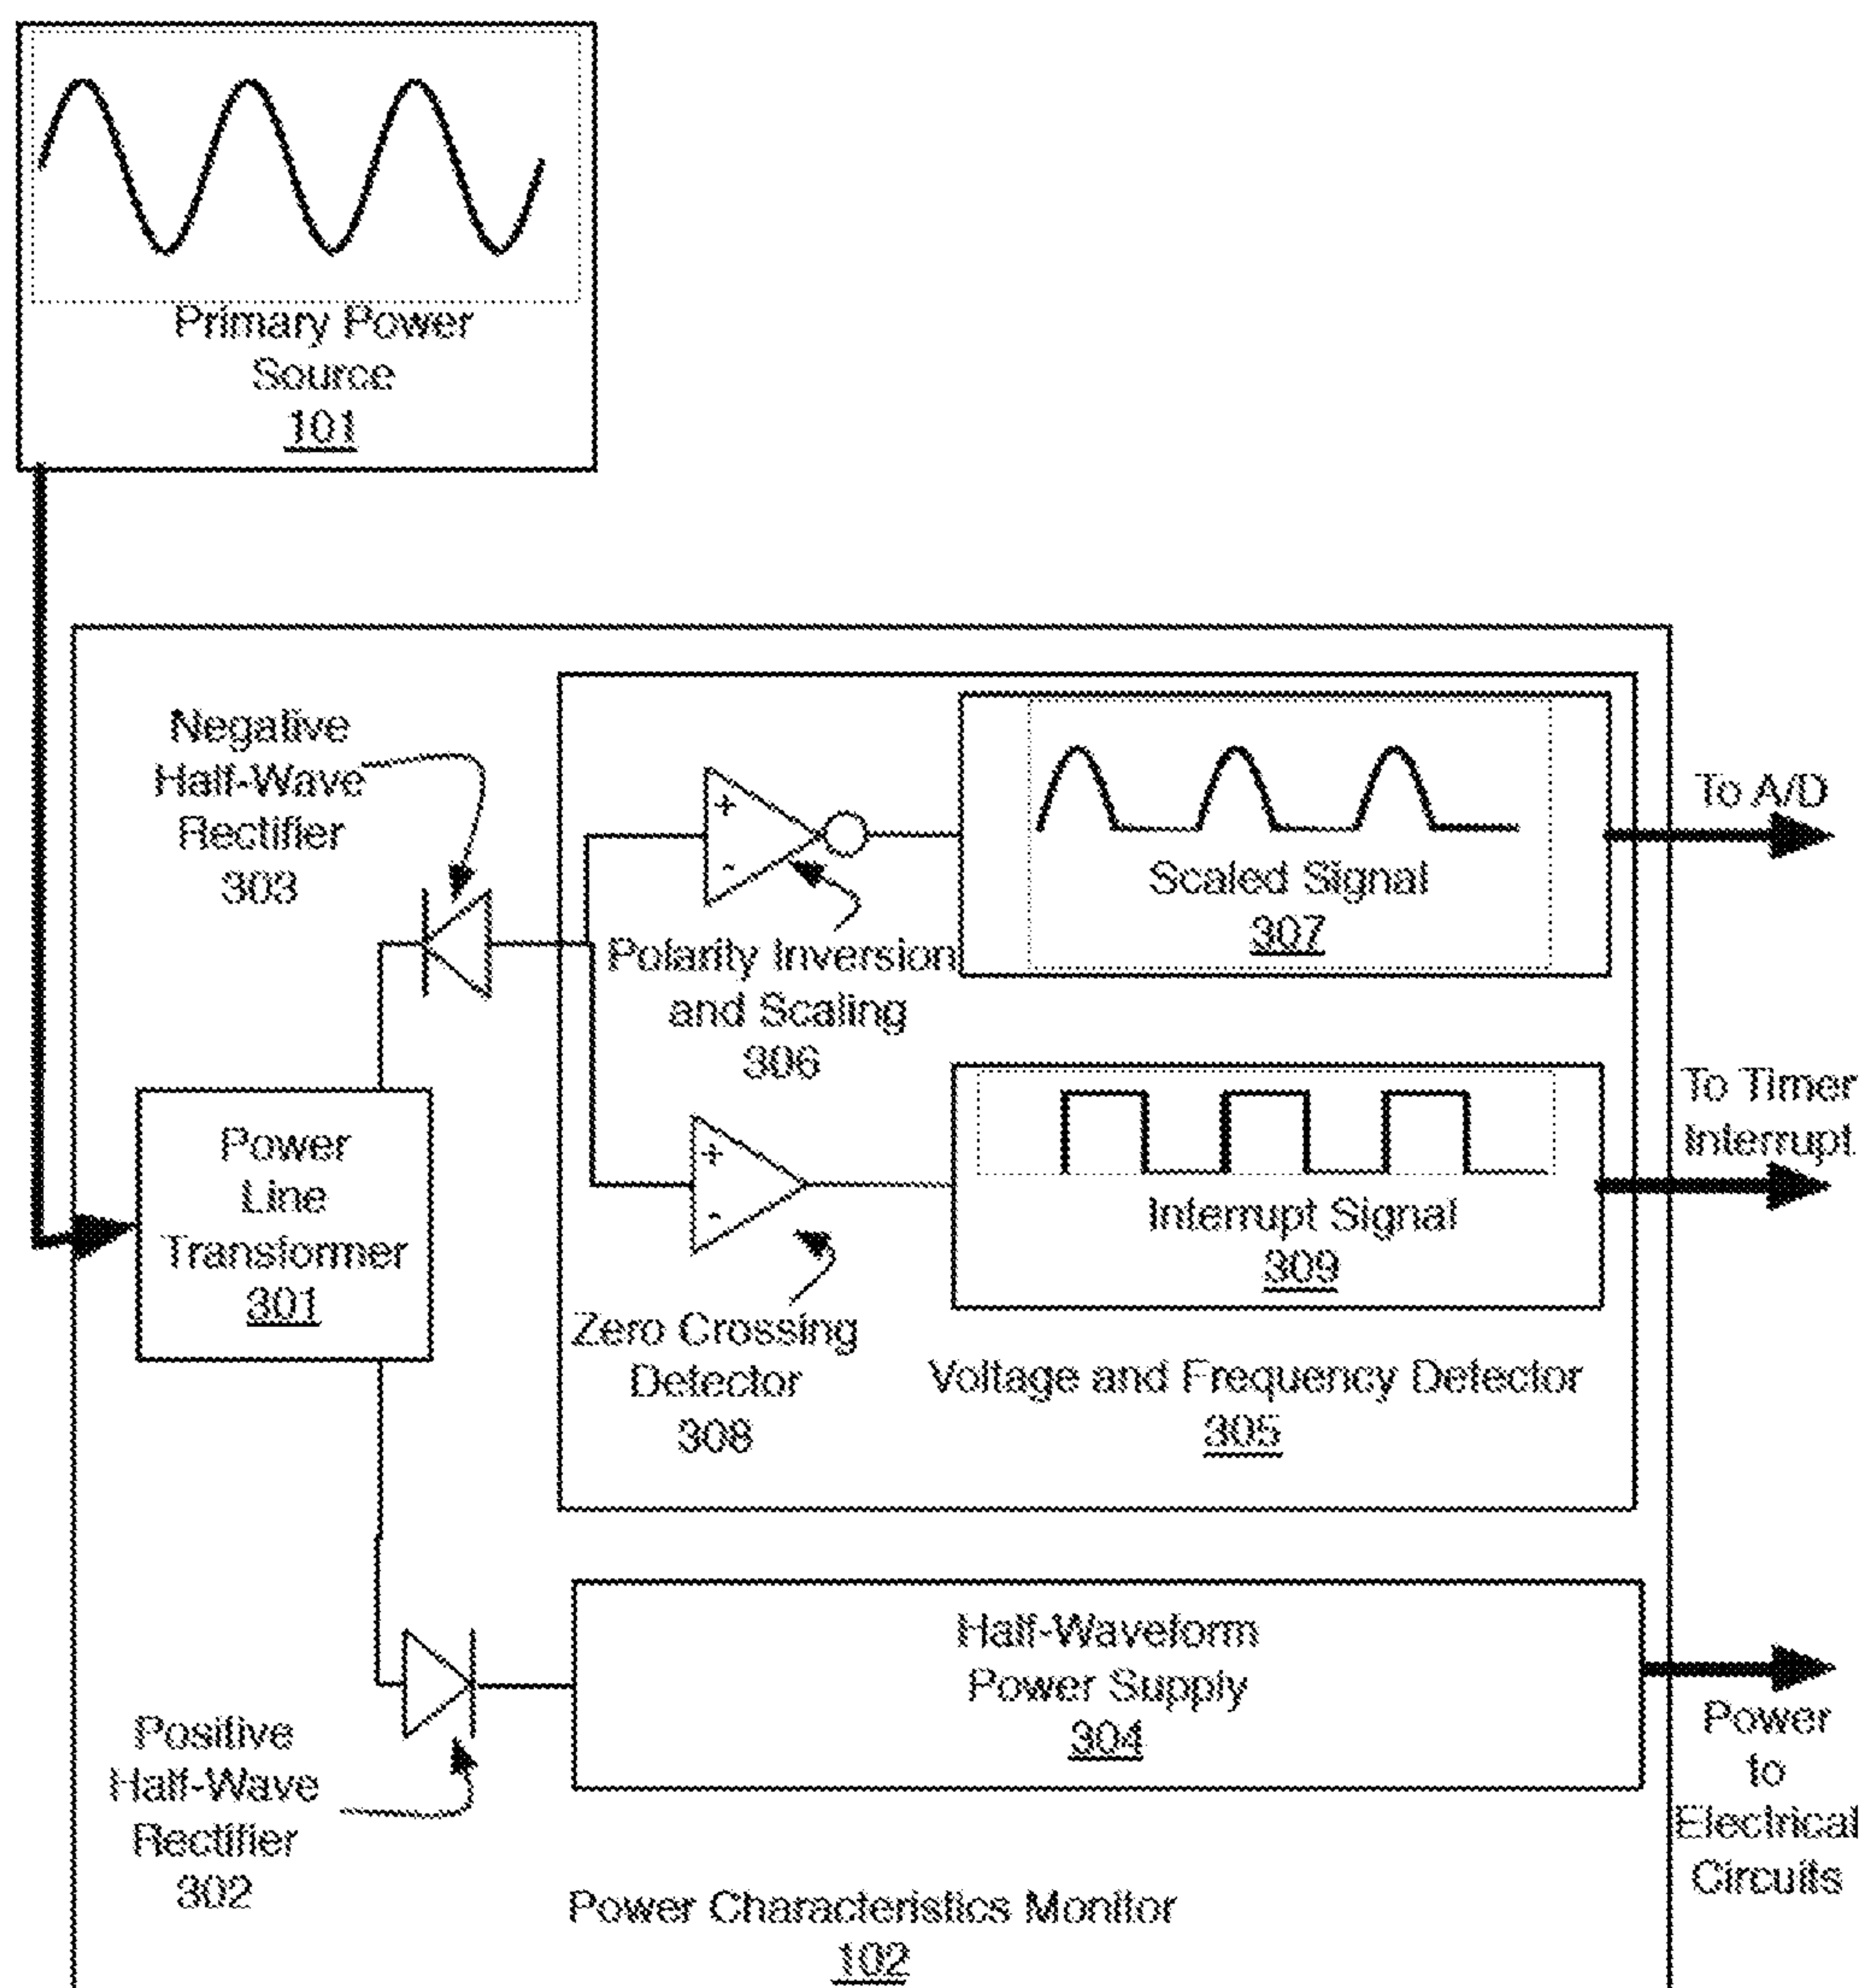 Primary Power
Source
101
Negative
Half-Wave
Rectifier
303
+
-
Polarity Inversion
and Scaling
306
Scaled Signal
307
To A/D
Power
Line
Transformer
301
+
-
Zero Crossing
Detector
308
Interrupt Signal
309
To Timer
Interrupt
Voltage and Frequency Detector
305
Positive
Half-Wave
Rectifier
302
Half-Waveform
Power Supply
304
Power
to
Electrical
Circuits
Power Characteristics Monitor
102